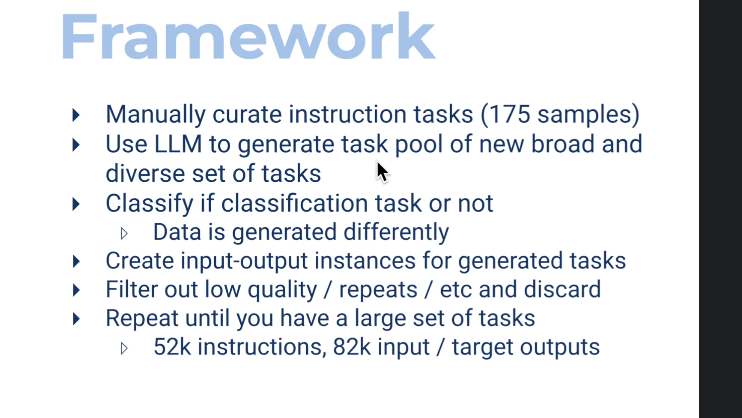 Framework
Manually curate instruction tasks (175 samples)
Use LLM to generate task pool of new broad and
diverse set of tasks
Classify if classification task or not
Data is generated differently
Create input-output instances for generated tasks
Filter out low quality / repeats / etc and discard
Repeat until you have a large set of tasks
52k instructions, 82k input / target outputs